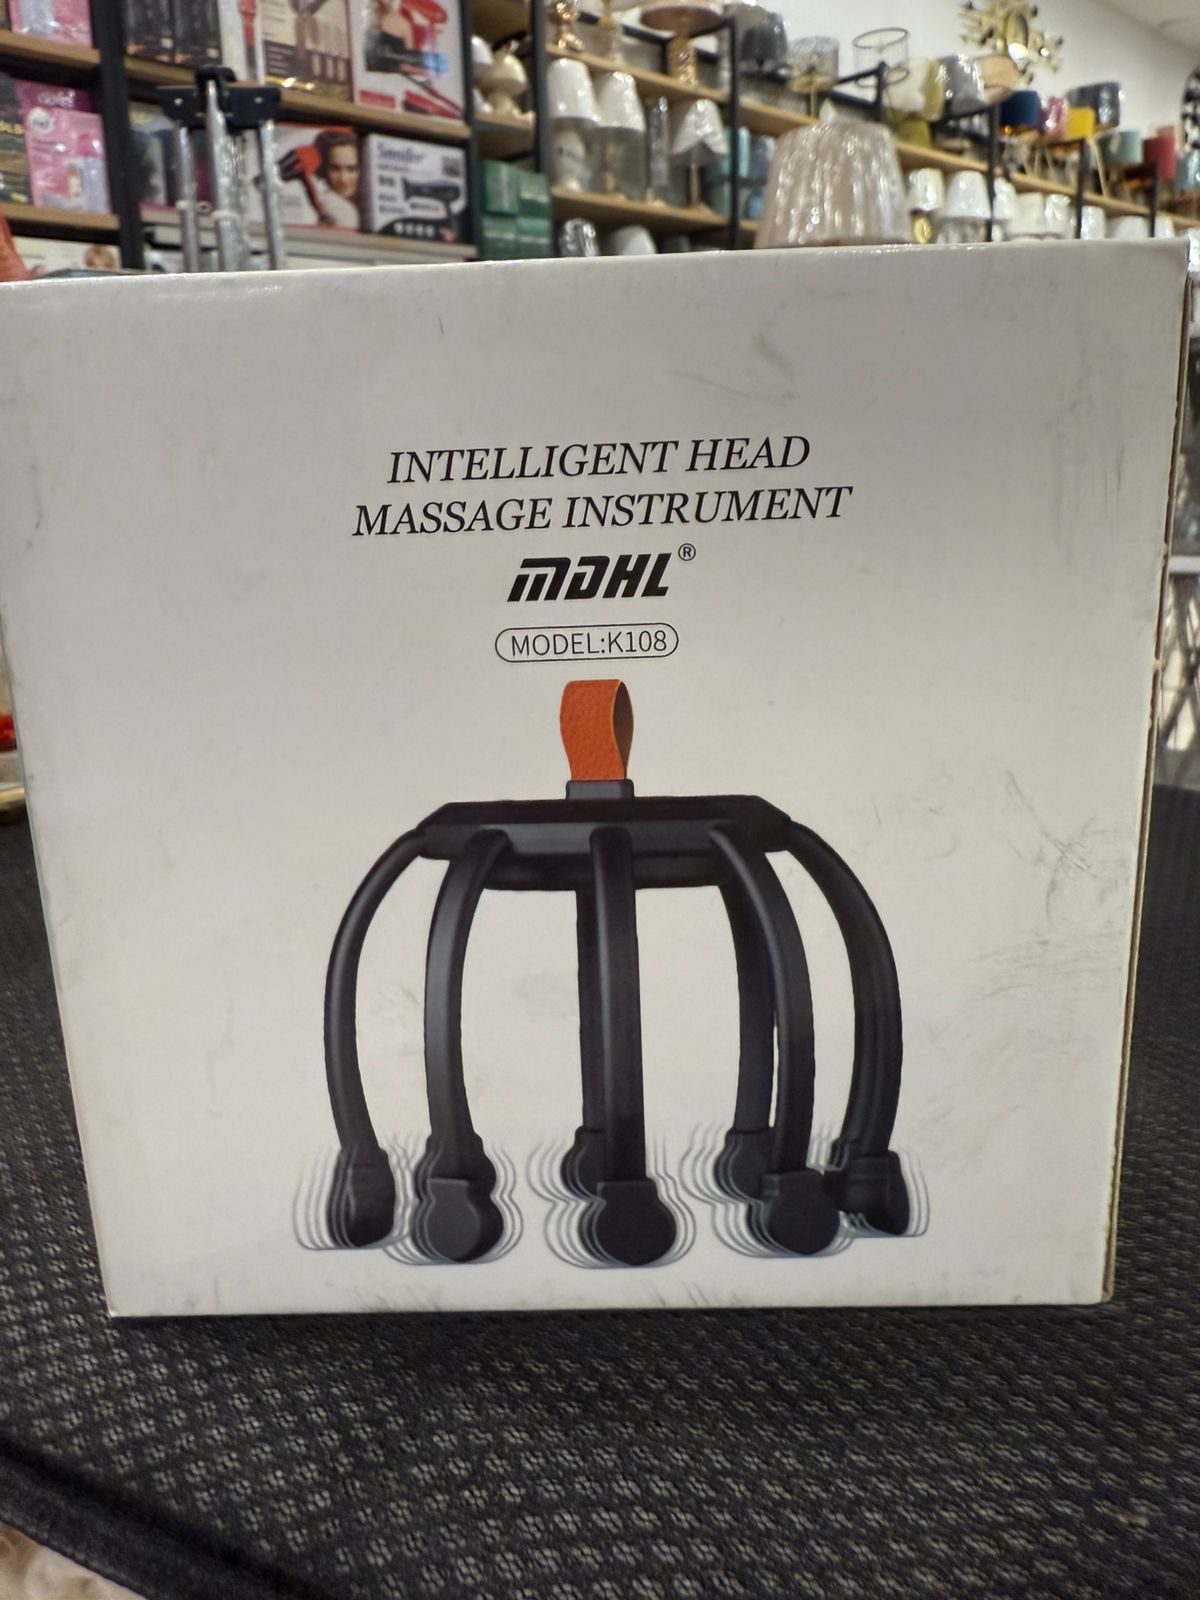 INTELLIGENT HEAD
MASSAGE INSTRUMENT
MDHL®
MODEL:K108